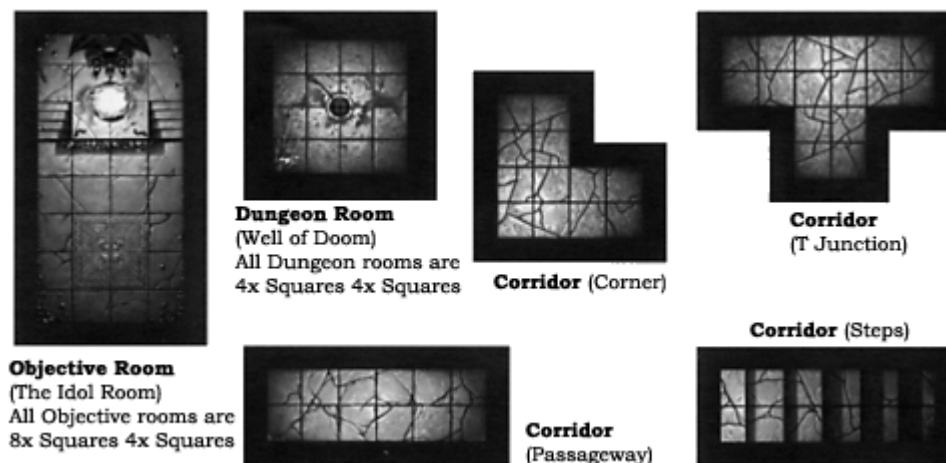 Dungeon Room
(Well of Doom)
All Dungeon rooms are
4x Squares 4x Squares
Corridor (Corner)
Corridor
(T Junction)
Objective Room
(The Idol Room)
All Objective rooms are
8x Squares 4x Squares
Corridor
(Passageway)
Corridor (Steps)